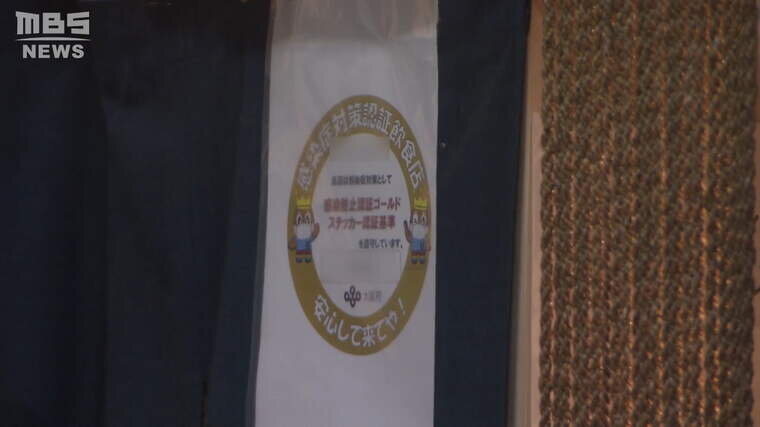 MBS
NEWS
感染症対策認証飲食店
当店は感染症対策として
感染防止認証ゴールド
ステッカー認証基準
を遵守しています。
大阪府
安心して来てや!